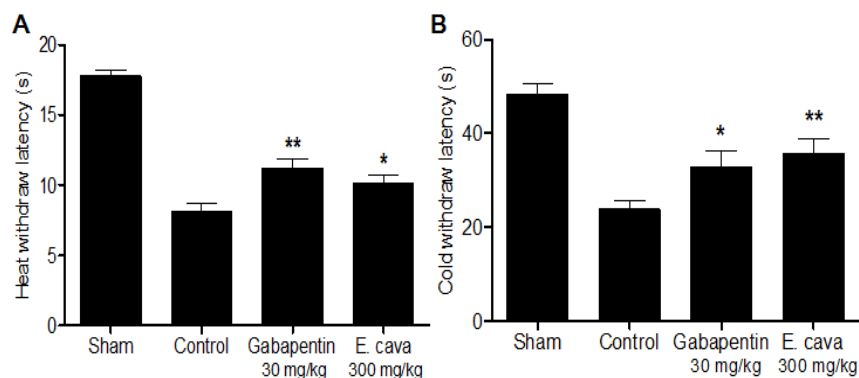 A
Heat withdraw latency (s)
20
15
10
5
0
**
*
Sham
Control
Gabapentin
30 mg/kg
E. cava
300 mg/kg
B
Cold withdraw latency (s)
60
40
20
0
*
**
Sham
Control
Gabapentin
30 mg/kg
E. cava
300 mg/kg